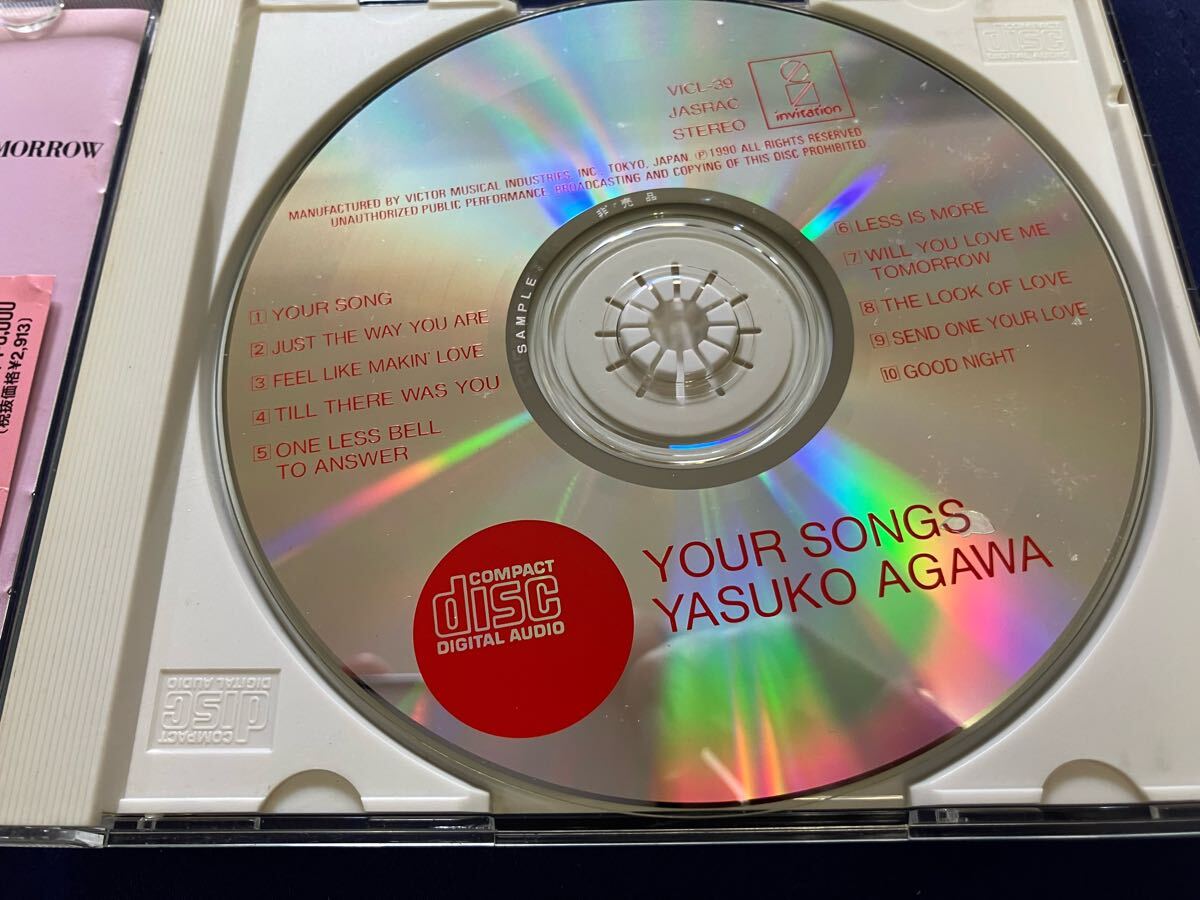 MORROW
(税抜価格¥2,913)
VICL-39
JASRAC
STEREO
invitation
MANUFACTURED BY VICTOR MUSICAL INDUSTRIES, INC., TOKYO, JAPAN Ⓟ1990 ALL RIGHTS RESERVED
UNAUTHORIZED PUBLIC PERFORMANCE, BROADCASTING AND COPYING OF THIS DISC PROHIBITED.
SAMPLE
非売品
1 YOUR SONG
2 JUST THE WAY YOU ARE
3 FEEL LIKE MAKIN' LOVE
4 TILL THERE WAS YOU
5 ONE LESS BELL
TO ANSWER
6 LESS IS MORE
7 WILL YOU LOVE ME
TOMORROW
8 THE LOOK OF LOVE
9 SEND ONE YOUR LOVE
10 GOOD NIGHT
COMPACT
disc
DIGITAL AUDIO
YOUR SONGS
YASUKO AGAWA
COMPACT
disc
DIGITAL AUDIO
disc
DIGITAL AUDIO